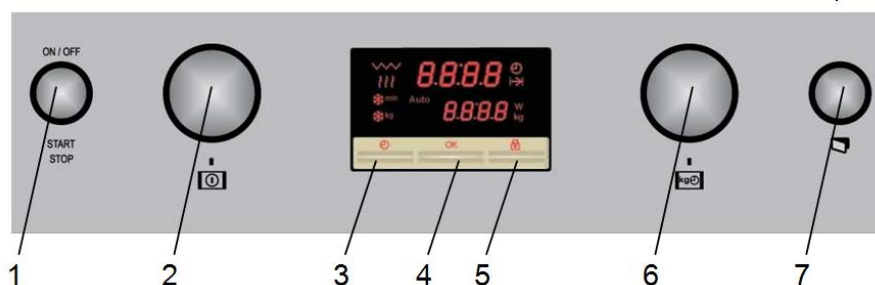 ON / OFF
START
STOP
8.8:8.8
min
Auto
kg
8.8:8.8
W
kg
OK
kg
1 2 3 4 5 6 7